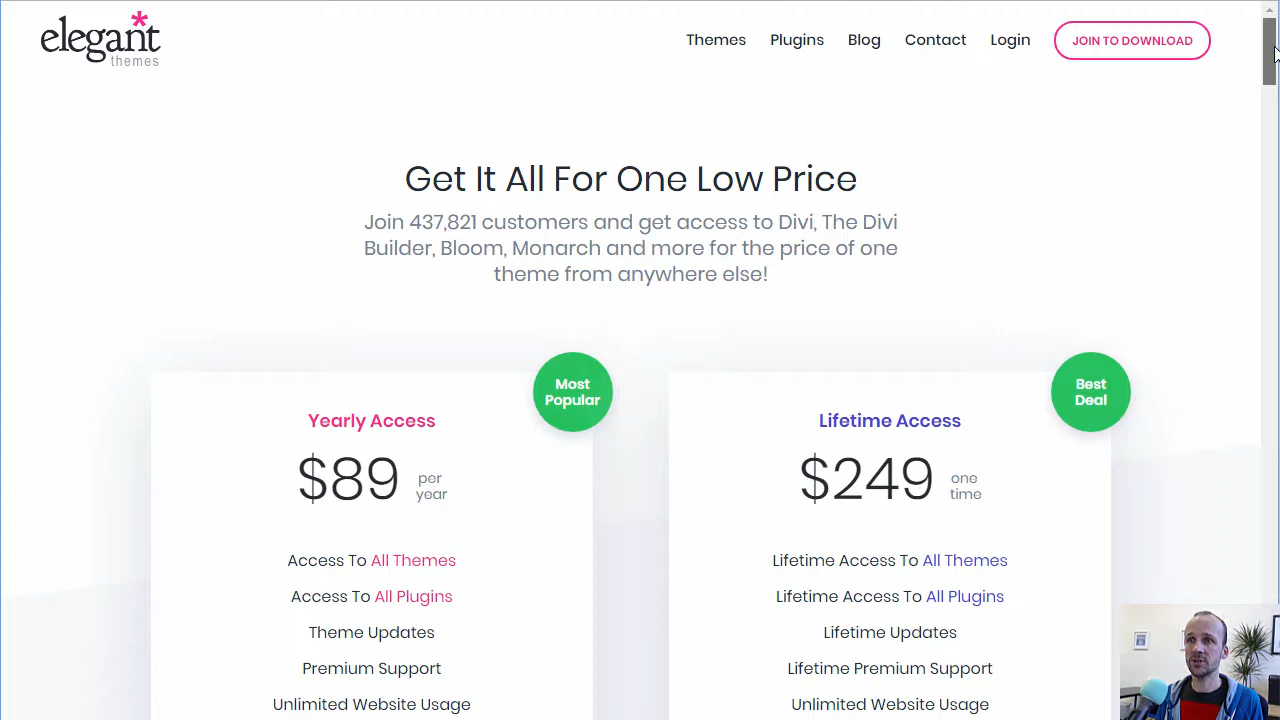 elegant
themes
Themes Plugins Blog Contact Login JOIN TO DOWNLOAD
Get It All For One Low Price
Join 437,821 customers and get access to Divi, The Divi
Builder, Bloom, Monarch and more for the price of one
theme from anywhere else!
Most
Popular
Yearly Access
$89 per
year
Access To All Themes
Access To All Plugins
Theme Updates
Premium Support
Unlimited Website Usage
Best
Deal
Lifetime Access
$249 one
time
Lifetime Access To All Themes
Lifetime Access To All Plugins
Lifetime Updates
Lifetime Premium Support
Unlimited Website Usage